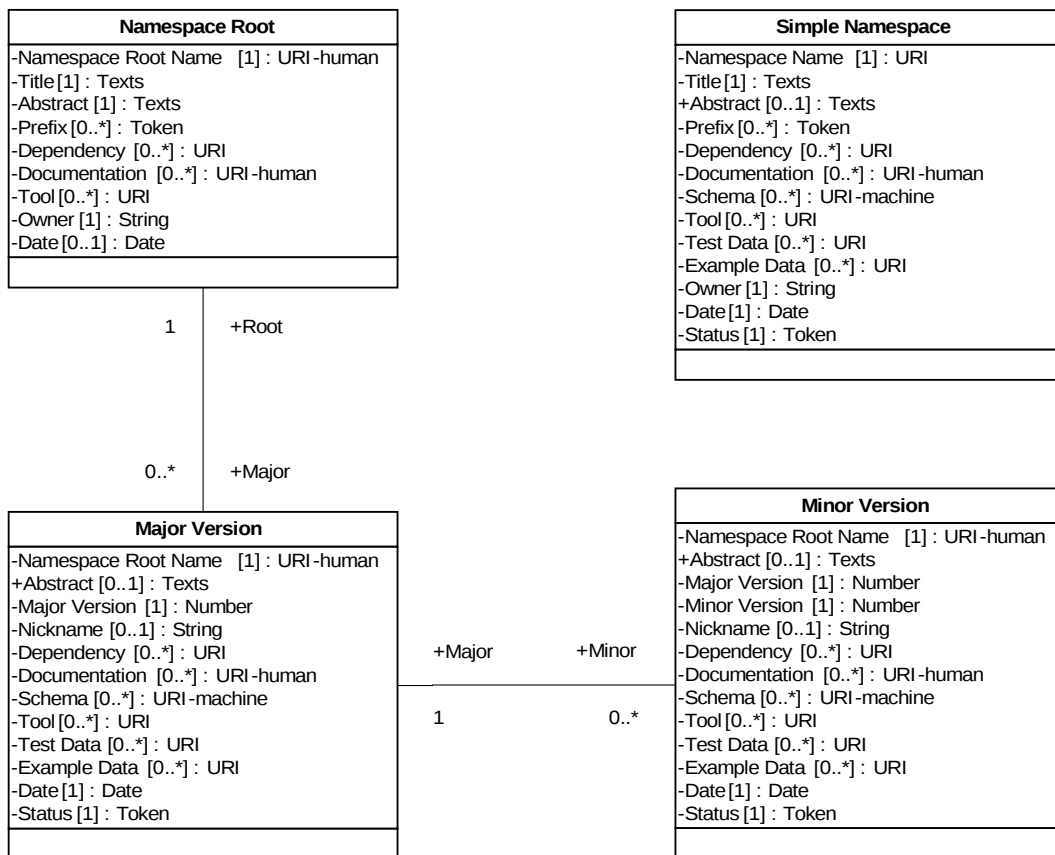 Namespace Root
-Namespace Root Name [1] : URI-human
-Title[1] : Texts
-Abstract [1] : Texts
-Prefix[0..*] : Token
-Dependency [0..*] : URI
-Documentation [0..*] : URI-human
-Tool[0..*] : URI
-Owner[1] : String
-Date[0..1] : Date
Simple Namespace
-Namespace Name [1] : URI
-Title[1] : Texts
+Abstract [0..1] : Texts
-Prefix[0..*] : Token
-Dependency [0..*] : URI
-Documentation [0..*] : URI-human
-Schema [0..*] : URI-machine
-Tool[0..*] : URI
-Test Data [0..*] : URI
-Example Data [0..*] : URI
-Owner[1] : String
-Date[1] : Date
-Status[1] : Token
1 +Root
0..* +Major
Major Version
-Namespace Root Name [1] : URI-human
+Abstract [0..1] : Texts
-Major Version [1] : Number
-Nickname [0..1] : String
-Dependency [0..*] : URI
-Documentation [0..*] : URI-human
-Schema [0..*] : URI-machine
-Tool[0..*] : URI
-Test Data [0..*] : URI
-Example Data [0..*] : URI
-Date[1] : Date
-Status[1] : Token
+Major +Minor
1 0..*
Minor Version
-Namespace Root Name [1] : URI-human
+Abstract [0..1] : Texts
-Major Version [1] : Number
-Minor Version [1] : Number
-Nickname [0..1] : String
-Dependency [0..*] : URI
-Documentation [0..*] : URI-human
-Schema [0..*] : URI-machine
-Tool[0..*] : URI
-Test Data [0..*] : URI
-Example Data [0..*] : URI
-Date[1] : Date
-Status[1] : Token